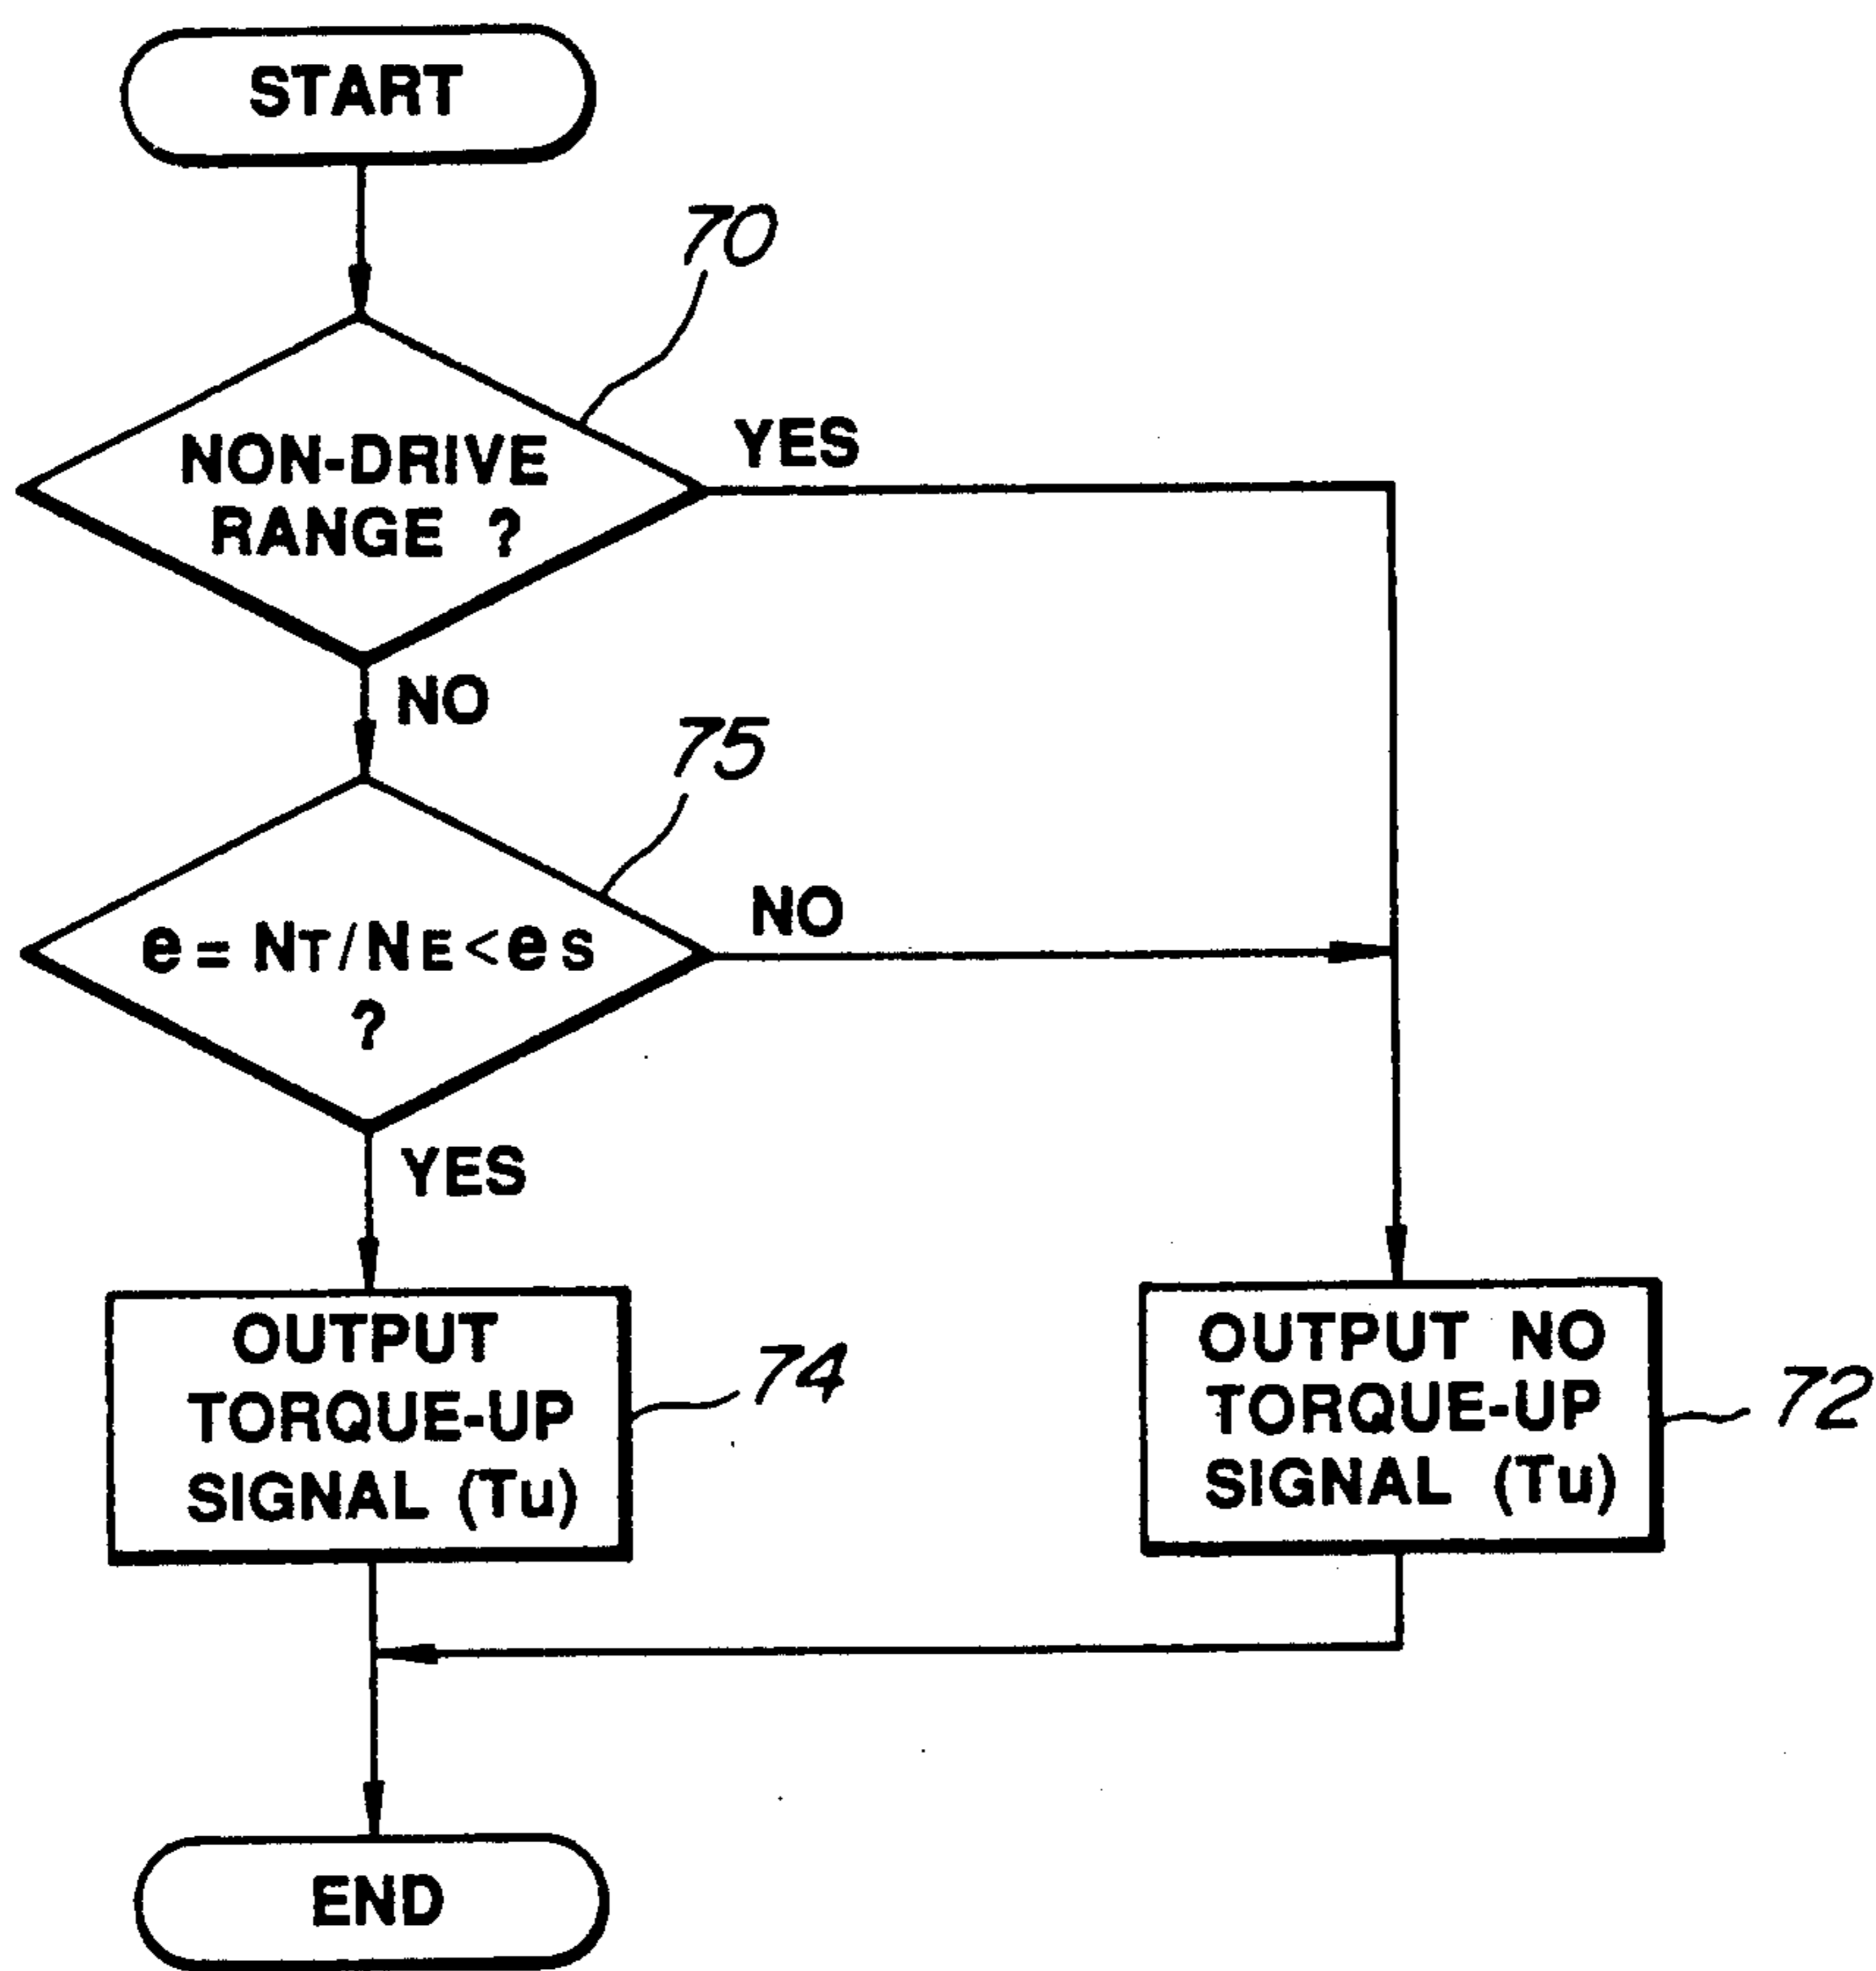 START
70
NON-DRIVE
RANGE ?
YES
NO
75
e = NT/NE<es
?
NO
YES
OUTPUT
TORQUE-UP
SIGNAL (Tu)
74
OUTPUT NO
TORQUE-UP
SIGNAL (Tu)
72
END